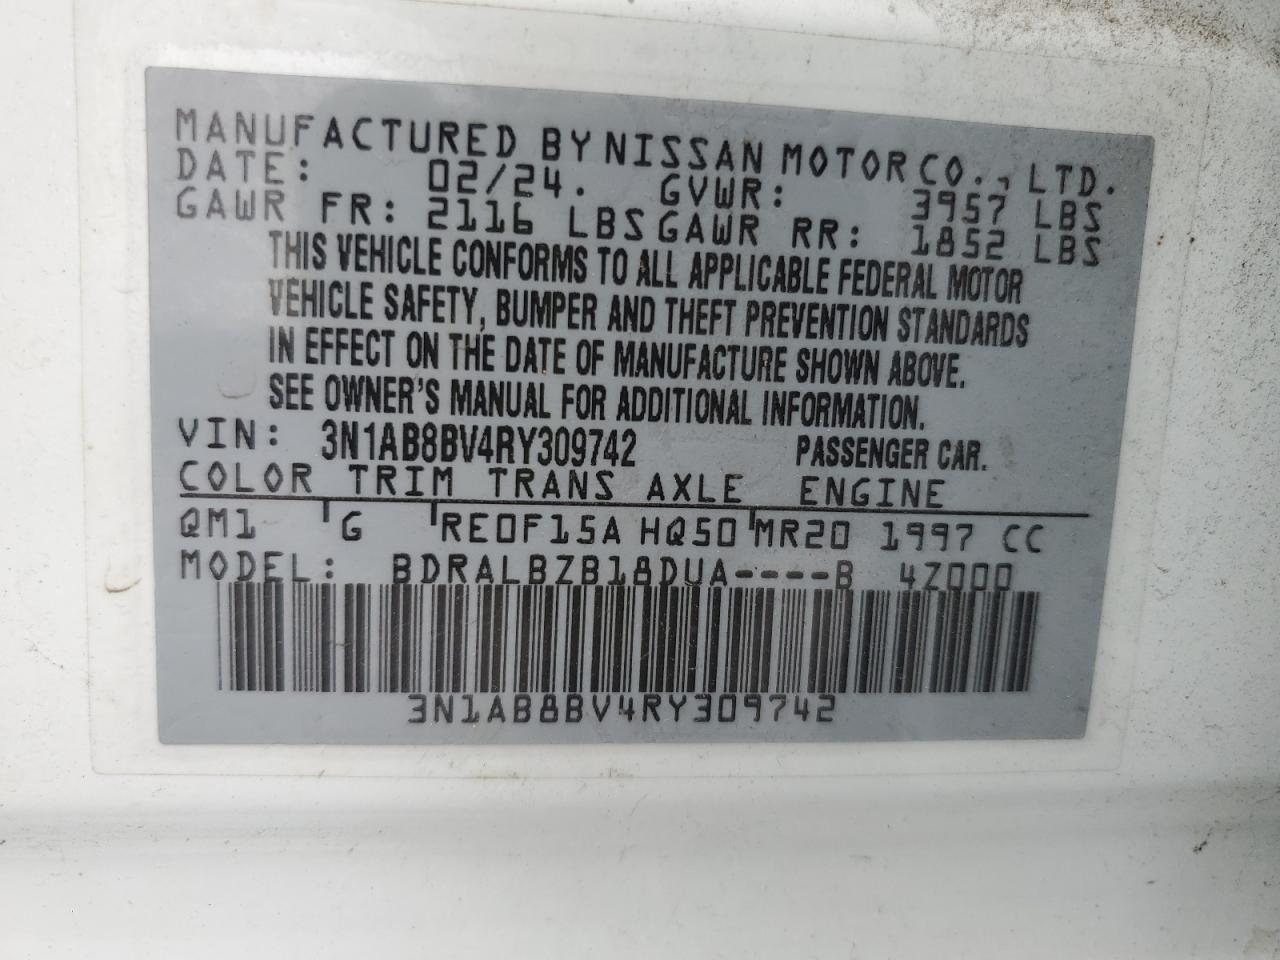 MANUFACTURED BY NISSAN MOTOR CO., LTD.
DATE: 02/24. GVWR: 3957 LBS
GAWR FR: 2116 LBS GAWR RR: 1852 LBS
THIS VEHICLE CONFORMS TO ALL APPLICABLE FEDERAL MOTOR
VEHICLE SAFETY, BUMPER AND THEFT PREVENTION STANDARDS
IN EFFECT ON THE DATE OF MANUFACTURE SHOWN ABOVE.
SEE OWNER'S MANUAL FOR ADDITIONAL INFORMATION.
VIN: 3N1AB8BV4RY309742 PASSENGER CAR.
COLOR TRIM TRANS AXLE ENGINE
QM1 G RE0F15A HQ50 MR20 1997 CC
MODEL: BDRALBZB18DUA----B 4Z000
3N1AB8BV4RY309742